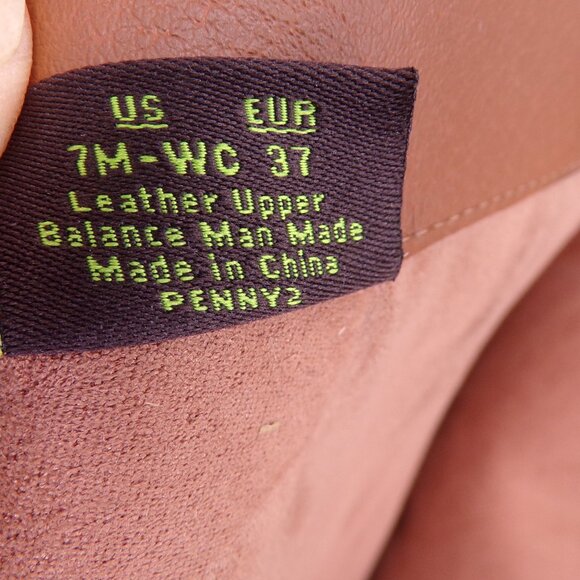 US EUR
7M-WC 37
Leather Upper
Balance Man Made
Made in China
PENNY2